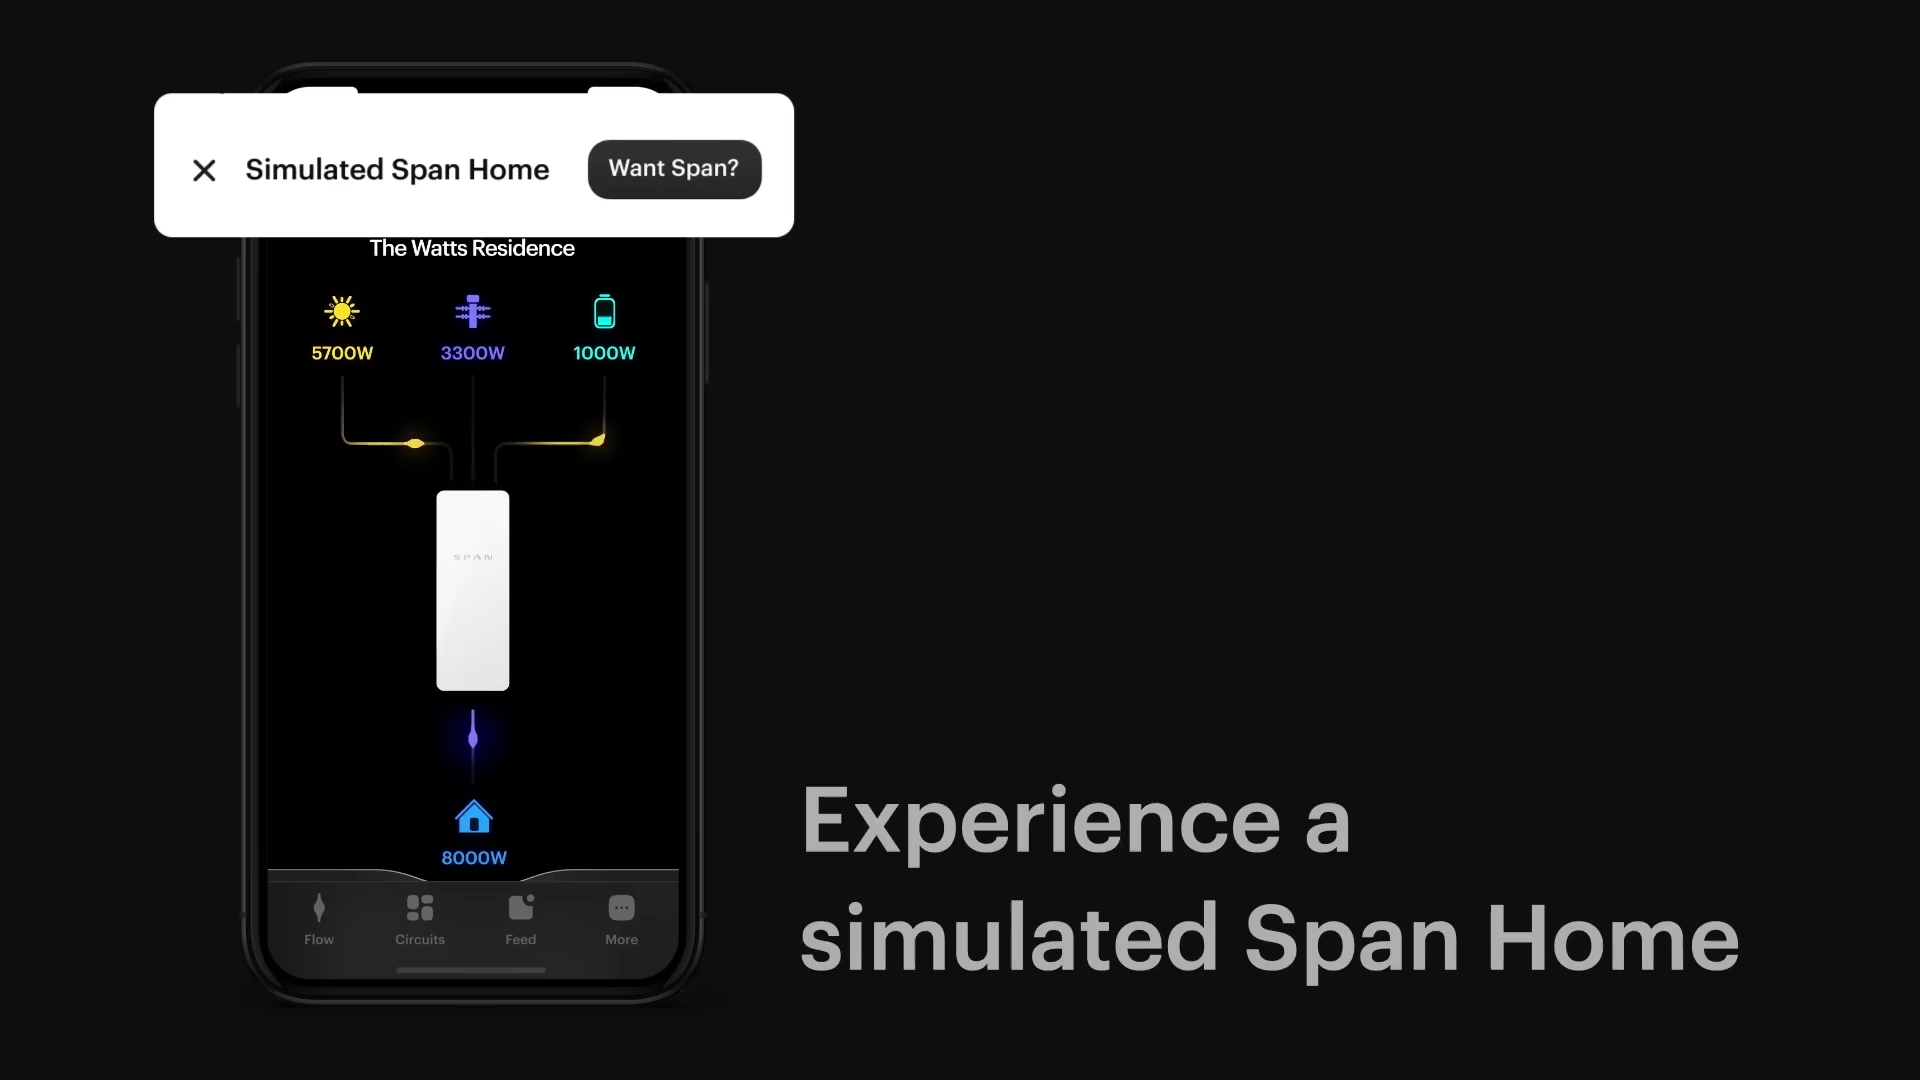 Simulated Span Home
Want Span?
The Watts Residence
5700W
3300W
1000W
SPAN
8000W
Flow
Circuits
Feed
More
Experience a
simulated Span Home